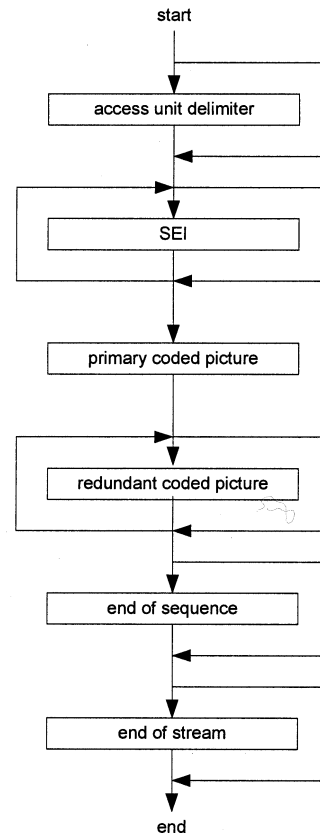 start
access unit delimiter
SEI
primary coded picture
redundant coded picture
end of sequence
end of stream
end